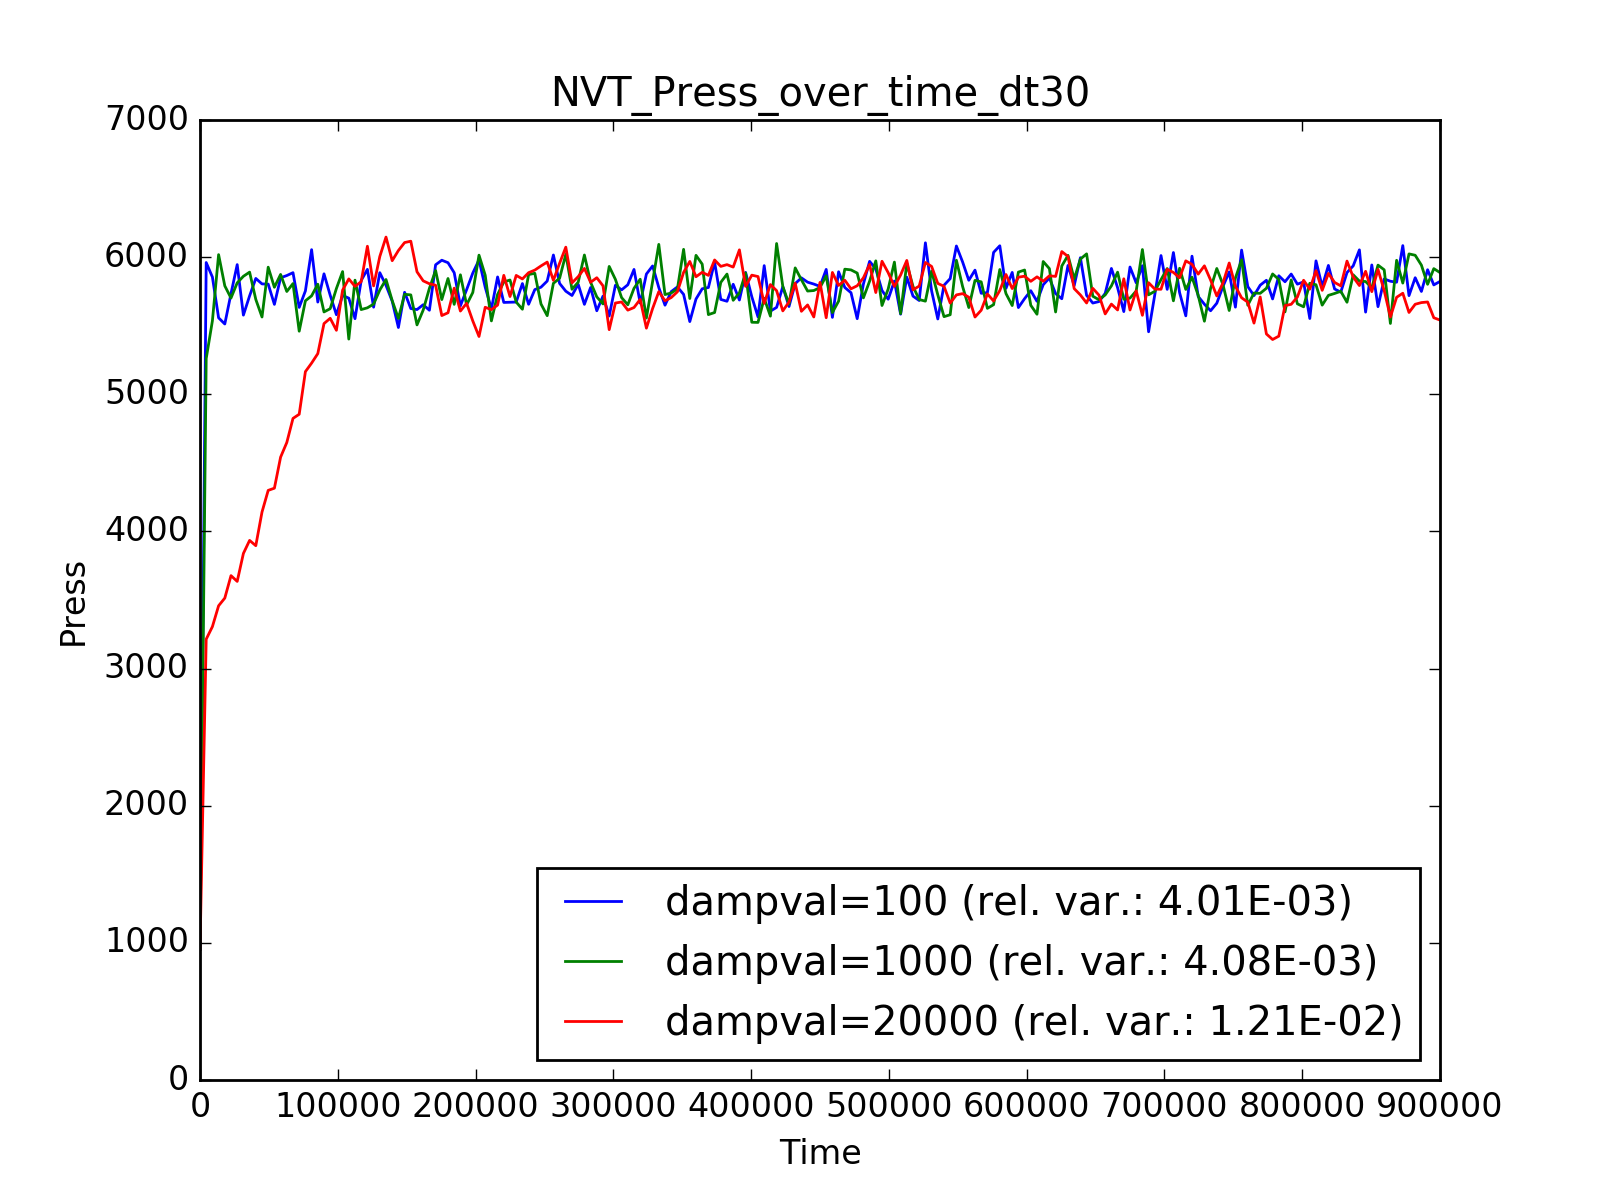 NVT_Press_over_time_dt30
7000
6000
5000
4000
3000
2000
1000
0
Press
dampval=100 (rel. var.: 4.01E-03)
dampval=1000 (rel. var.: 4.08E-03)
dampval=20000 (rel. var.: 1.21E-02)
0 100000 200000 300000 400000 500000 600000 700000 800000 900000
Time